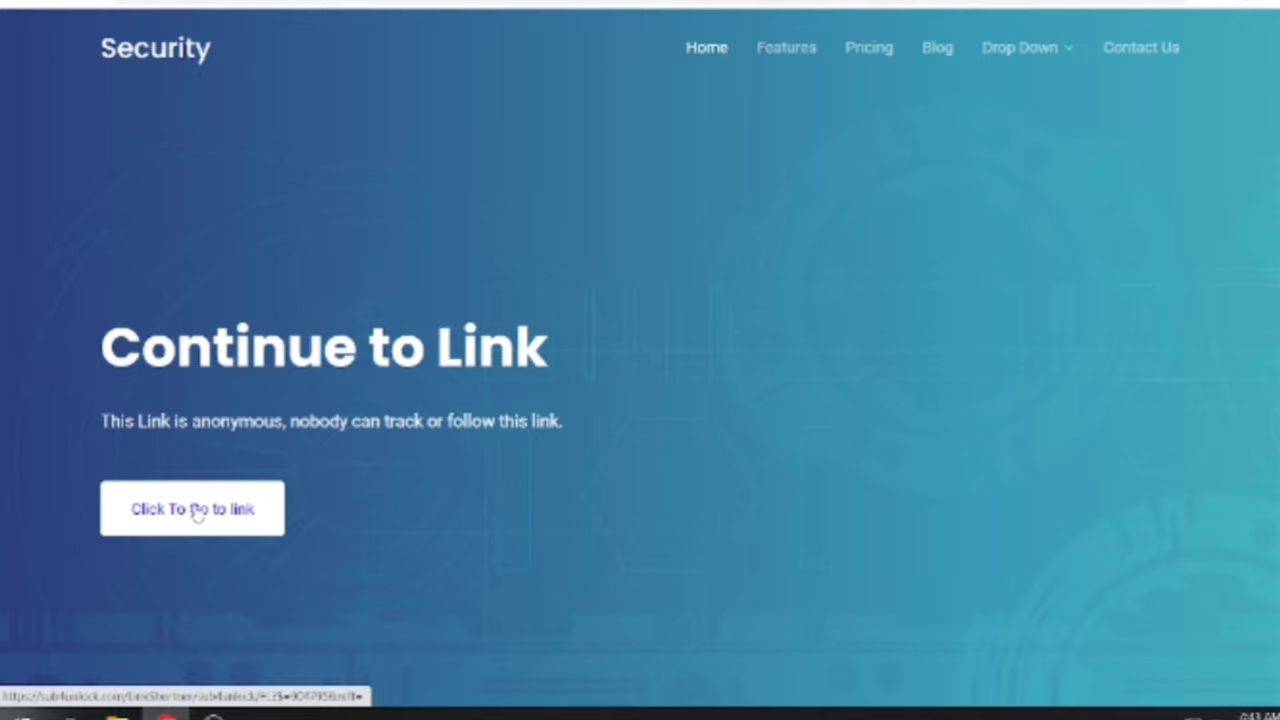 Security
Home Features Pricing Blog Drop Down Contact Us
Continue to Link
This Link is anonymous, nobody can track or follow this link.
Click To Go to link